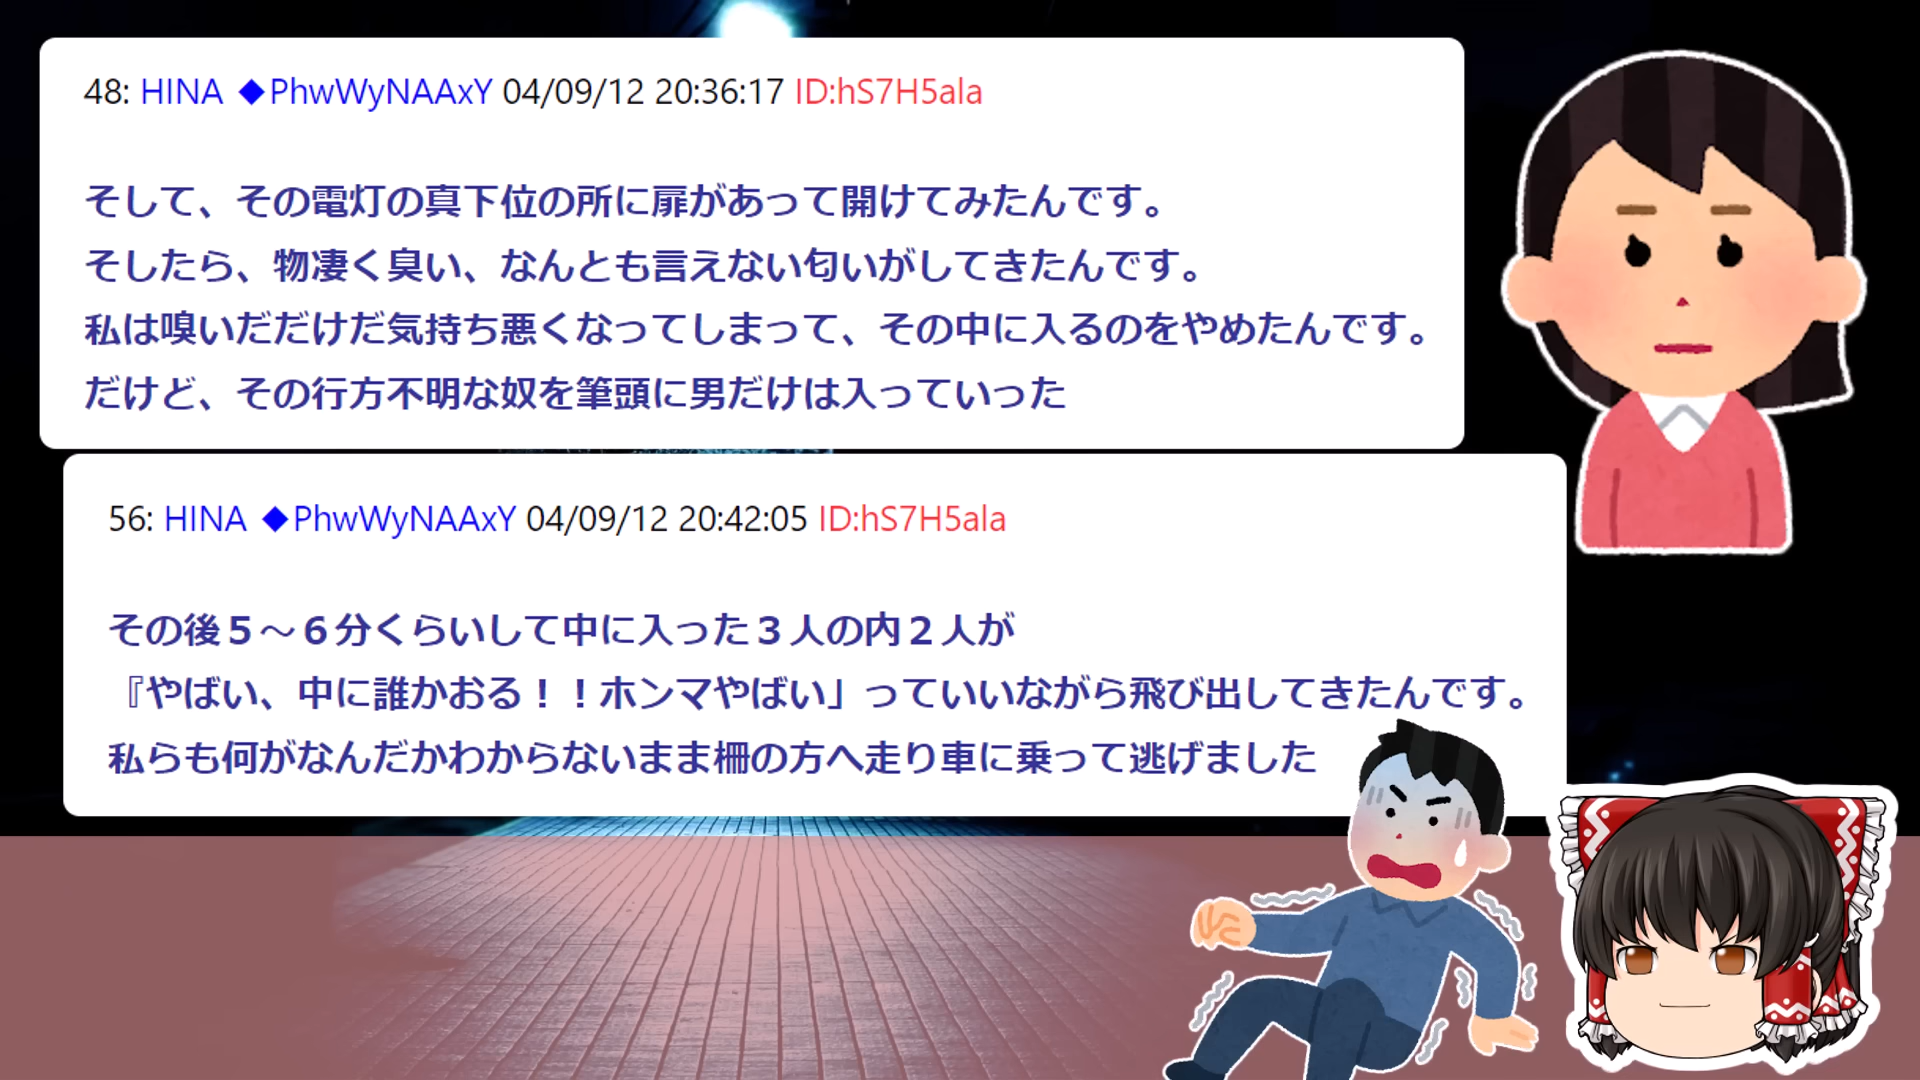 48: HINA ◆PhwWyNAAxY 04/09/12 20:36:17 ID:hS7H5ala
そして、その電灯の真下位の所に扉があって開けてみたんです。
そしたら、物凄く臭い、なんとも言えない匂いがしてきたんです。
私は嗅いだだけだ気持ち悪くなってしまって、その中に入るのをやめたんです。
だけど、その行方不明な奴を筆頭に男だけは入っていった
56: HINA ◆PhwWyNAAxY 04/09/12 20:42:05 ID:hS7H5ala
その後５～６分くらいして中に入った３人の内２人が
『やばい、中に誰かおる！！ホンマやばい」っていいながら飛び出してきたんです。
私らも何がなんだかわからないまま柵の方へ走り車に乗って逃げました